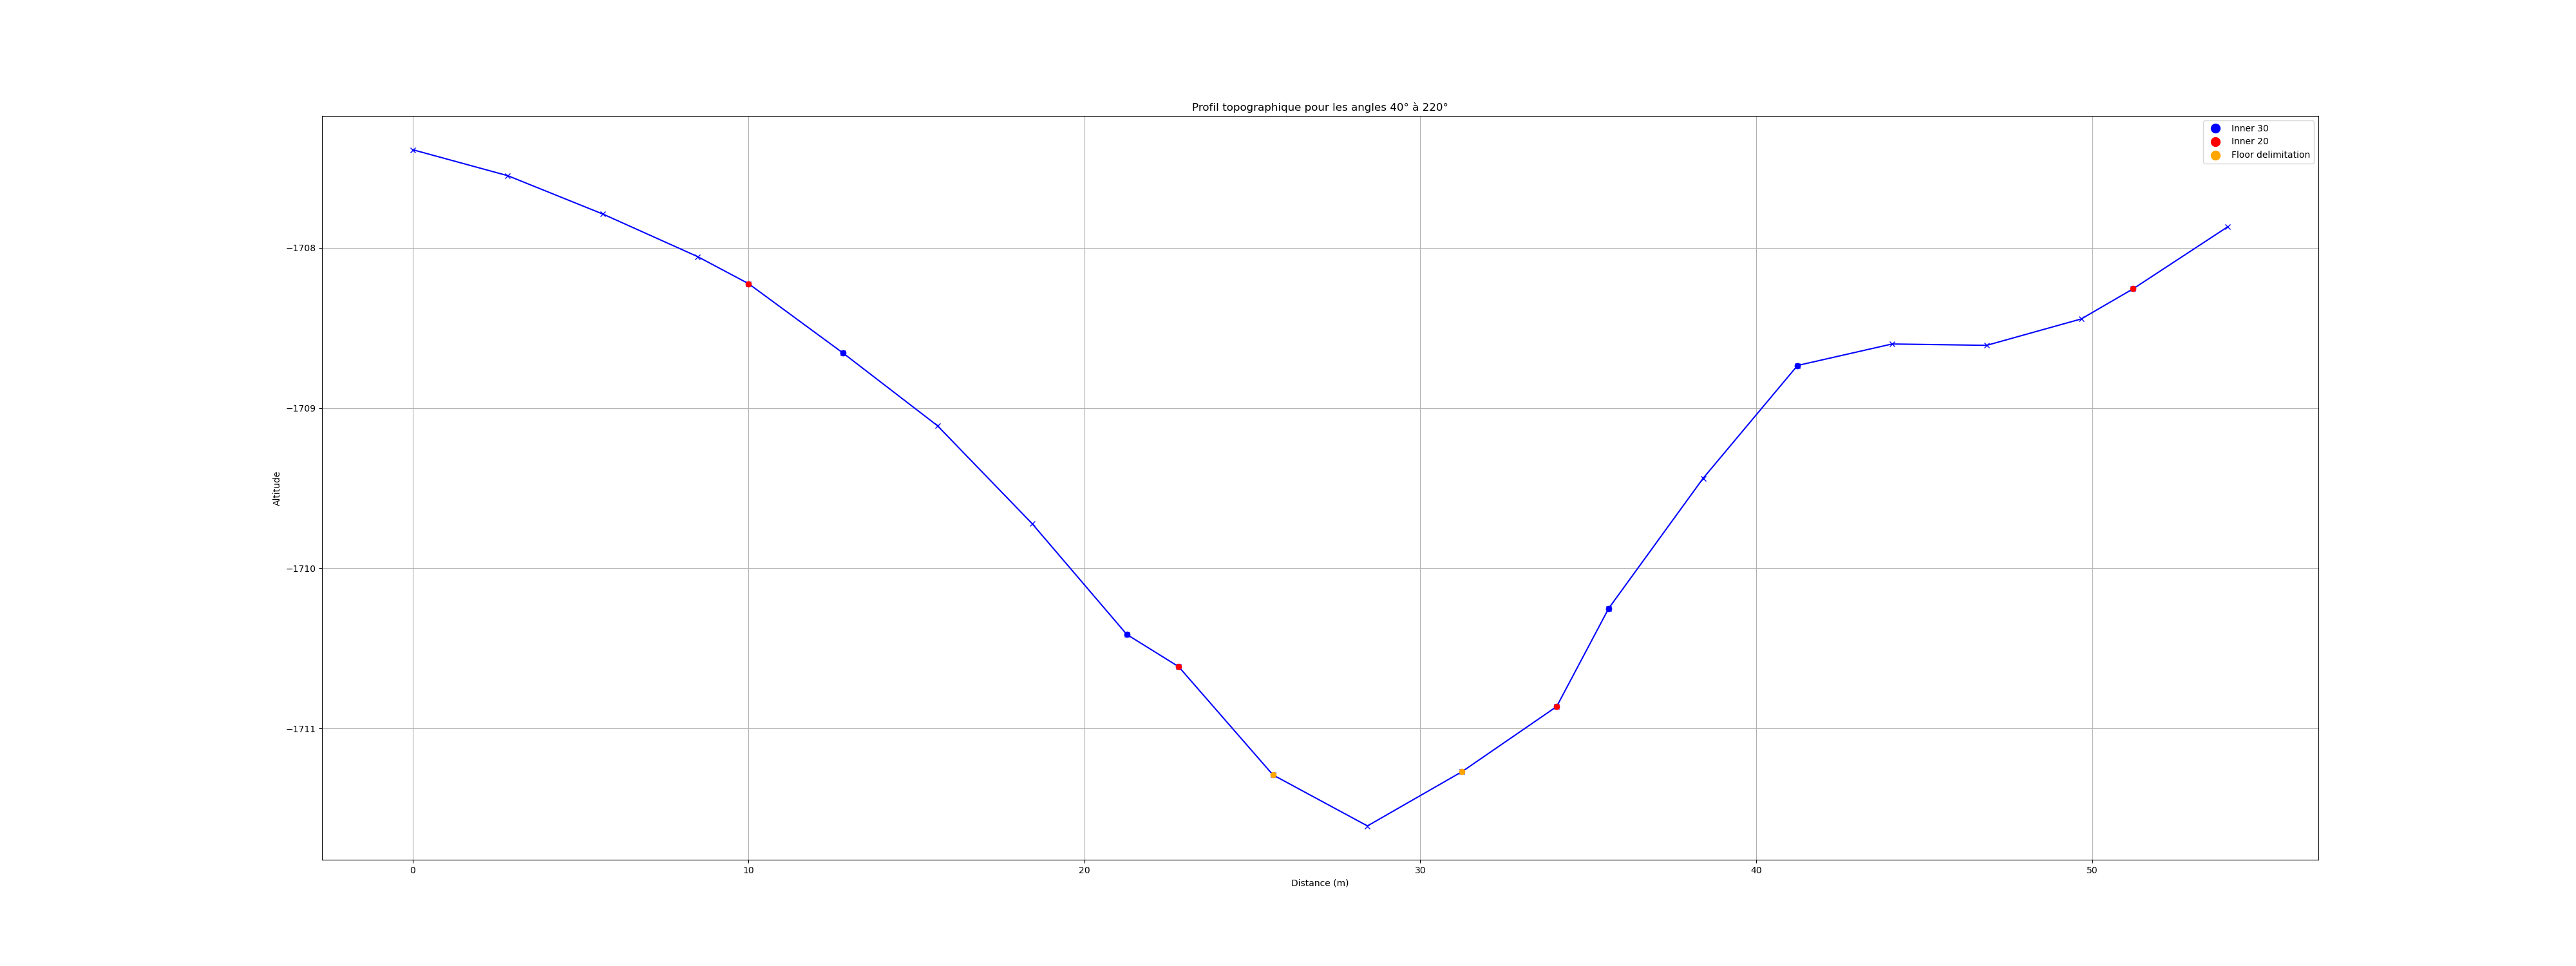 Profil topographique pour les angles 40° à 220°
Inner 30
Inner 20
Floor delimitation
Altitude
−1708
−1709
−1710
−1711
0 10 20 30 40 50
Distance (m)